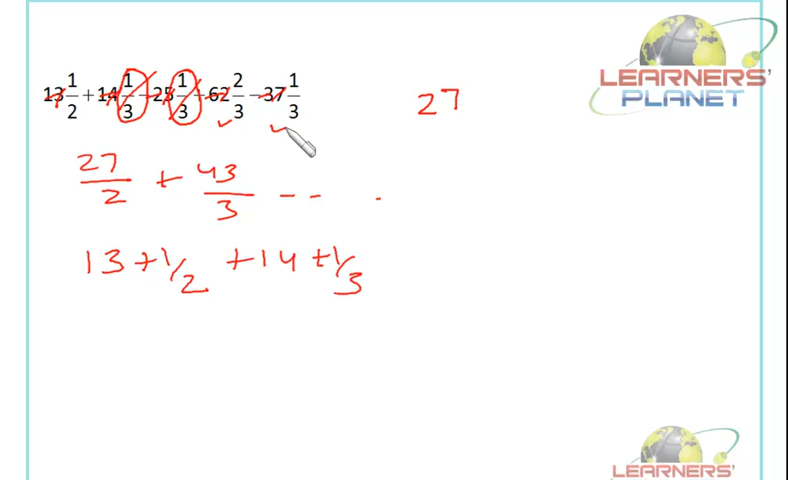 13 1/2 + 14 1/3 − 25 1/3 + 62 2/3 − 37 1/3
27
27/2 + 43/3 -- .
13 + 1/2 + 14 + 1/3
LEARNERS'
PLANET
LEARNERS'